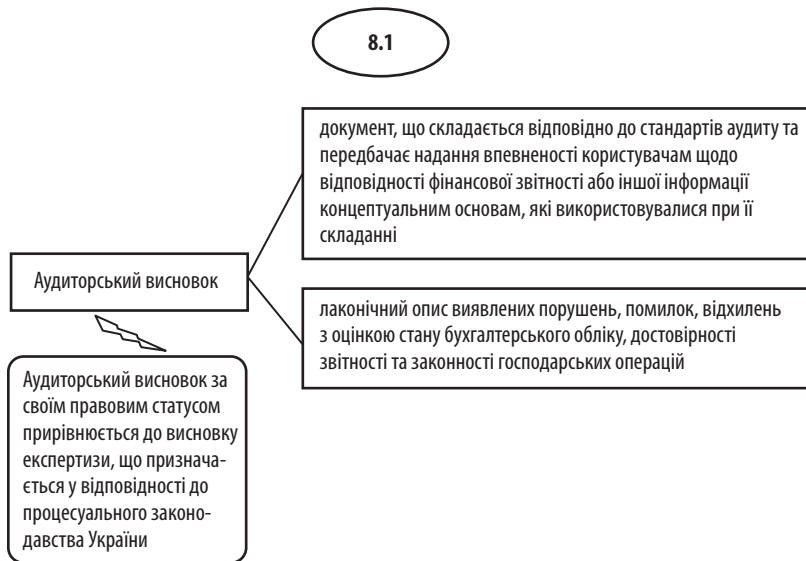 8.1
документ, що складається відповідно до стандартів аудиту та
передбачає надання впевненості користувачам щодо
відповідності фінансової звітності або іншої інформації
концептуальним основам, які використовувалися при її
складанні
Аудиторський висновок
лаконічний опис виявлених порушень, помилок, відхилень
з оцінкою стану бухгалтерського обліку, достовірності
звітності та законності господарських операцій
Аудиторський висновок за
своїм правовим статусом
прирівнюється до висновку
експертизи, що признача-
ється у відповідності до
процесуального законо-
давства України